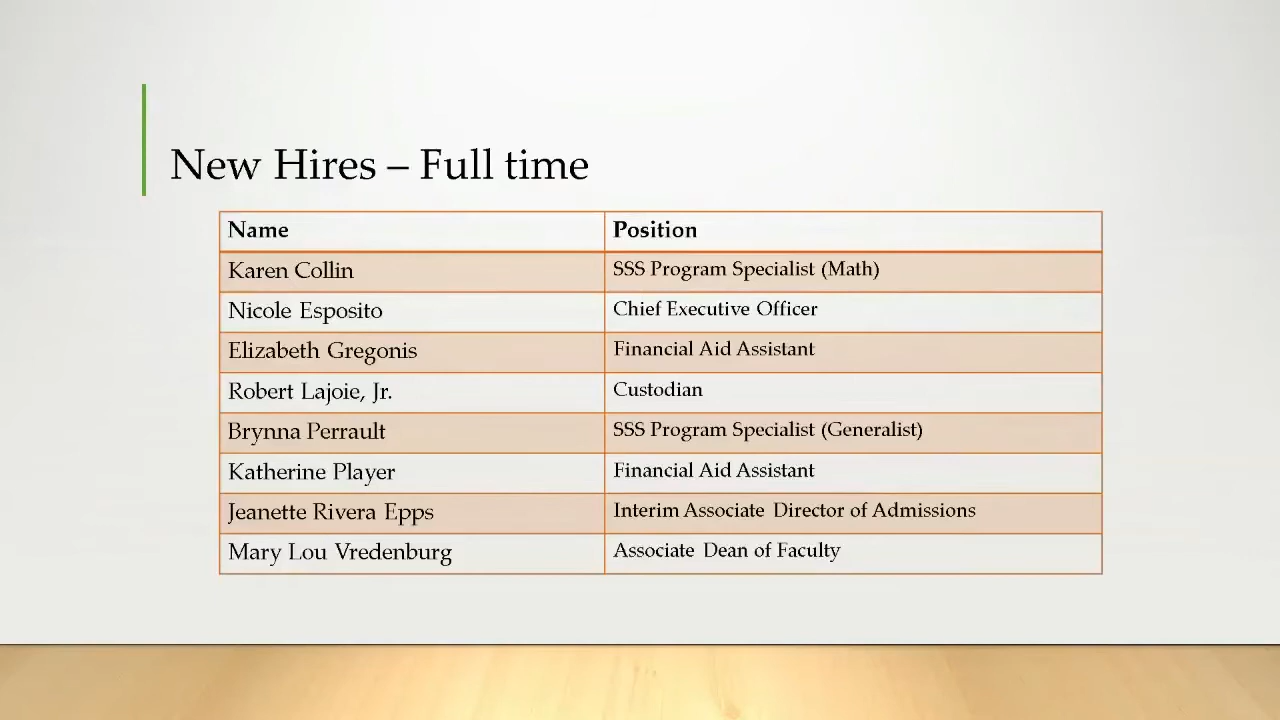 New Hires – Full time
Name Position
Karen Collin SSS Program Specialist (Math)
Nicole Esposito Chief Executive Officer
Elizabeth Gregonis Financial Aid Assistant
Robert Lajoie, Jr. Custodian
Brynna Perrault SSS Program Specialist (Generalist)
Katherine Player Financial Aid Assistant
Jeanette Rivera Epps Interim Associate Director of Admissions
Mary Lou Vredenburg Associate Dean of Faculty